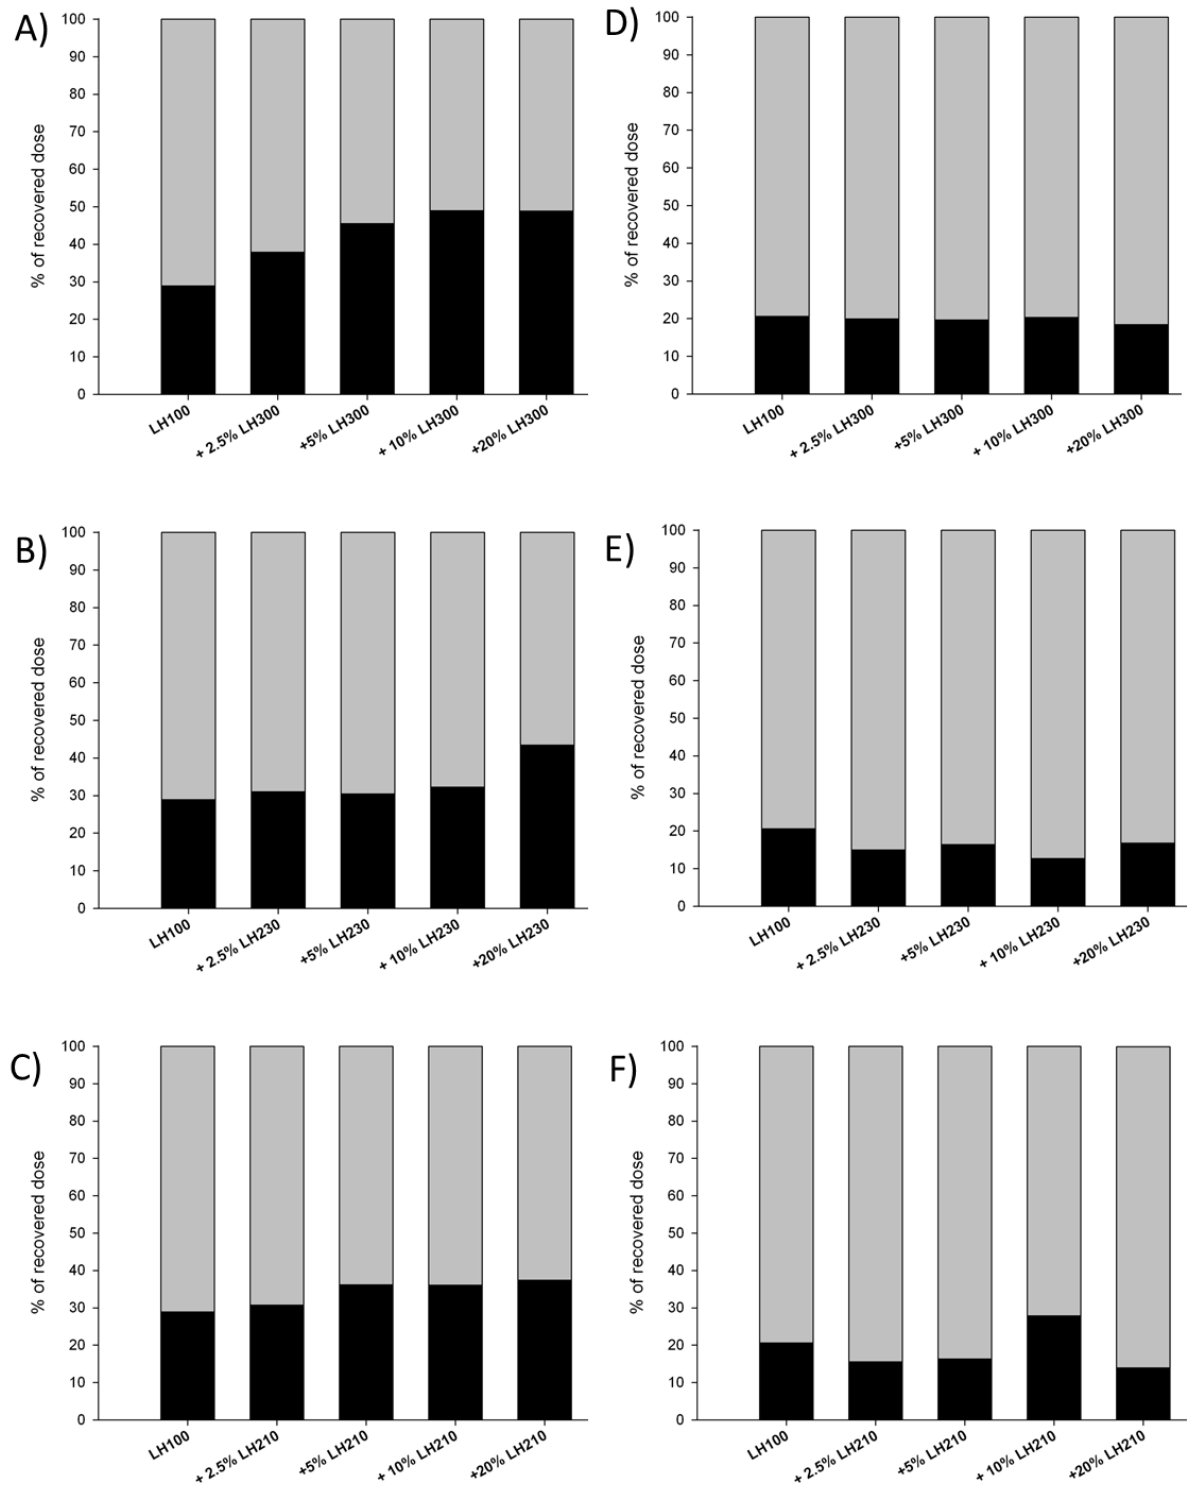 A)
% of recovered dose
100
90
80
70
60
50
40
30
20
10
0
LH100
+ 2.5% LH300
+5% LH300
+ 10% LH300
+20% LH300
D)
% of recovered dose
100
90
80
70
60
50
40
30
20
10
0
LH100
+ 2.5% LH300
+5% LH300
+ 10% LH300
+20% LH300
B)
% of recovered dose
100
90
80
70
60
50
40
30
20
10
0
LH100
+ 2.5% LH230
+5% LH230
+ 10% LH230
+20% LH230
E)
% of recovered dose
100
90
80
70
60
50
40
30
20
10
0
LH100
+ 2.5% LH230
+5% LH230
+ 10% LH230
+20% LH230
C)
% of recovered dose
100
90
80
70
60
50
40
30
20
10
0
LH100
+ 2.5% LH210
+5% LH210
+ 10% LH210
+20% LH210
F)
% of recovered dose
100
90
80
70
60
50
40
30
20
10
0
LH100
+ 2.5% LH210
+5% LH210
+ 10% LH210
+20% LH210